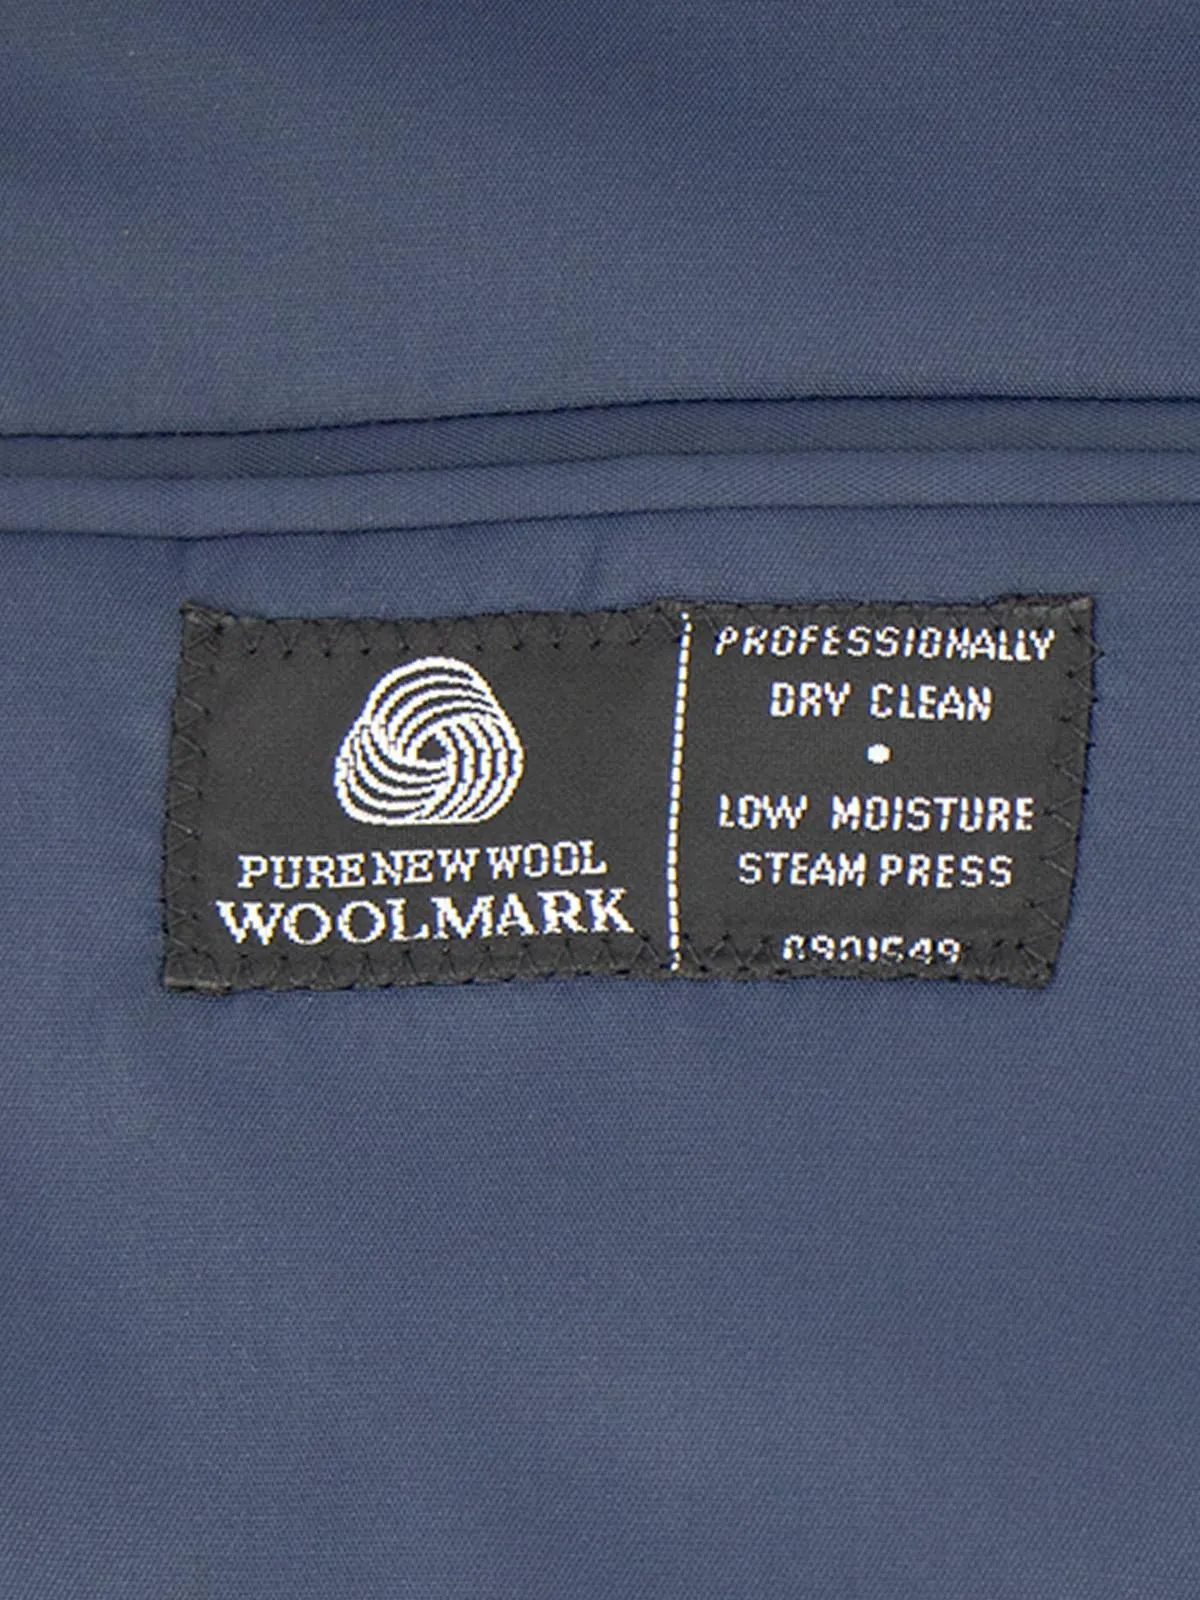 PURE NEW WOOL
WOOLMARK
PROFESSIONALLY
DRY CLEAN
•
LOW MOISTURE
STEAM PRESS